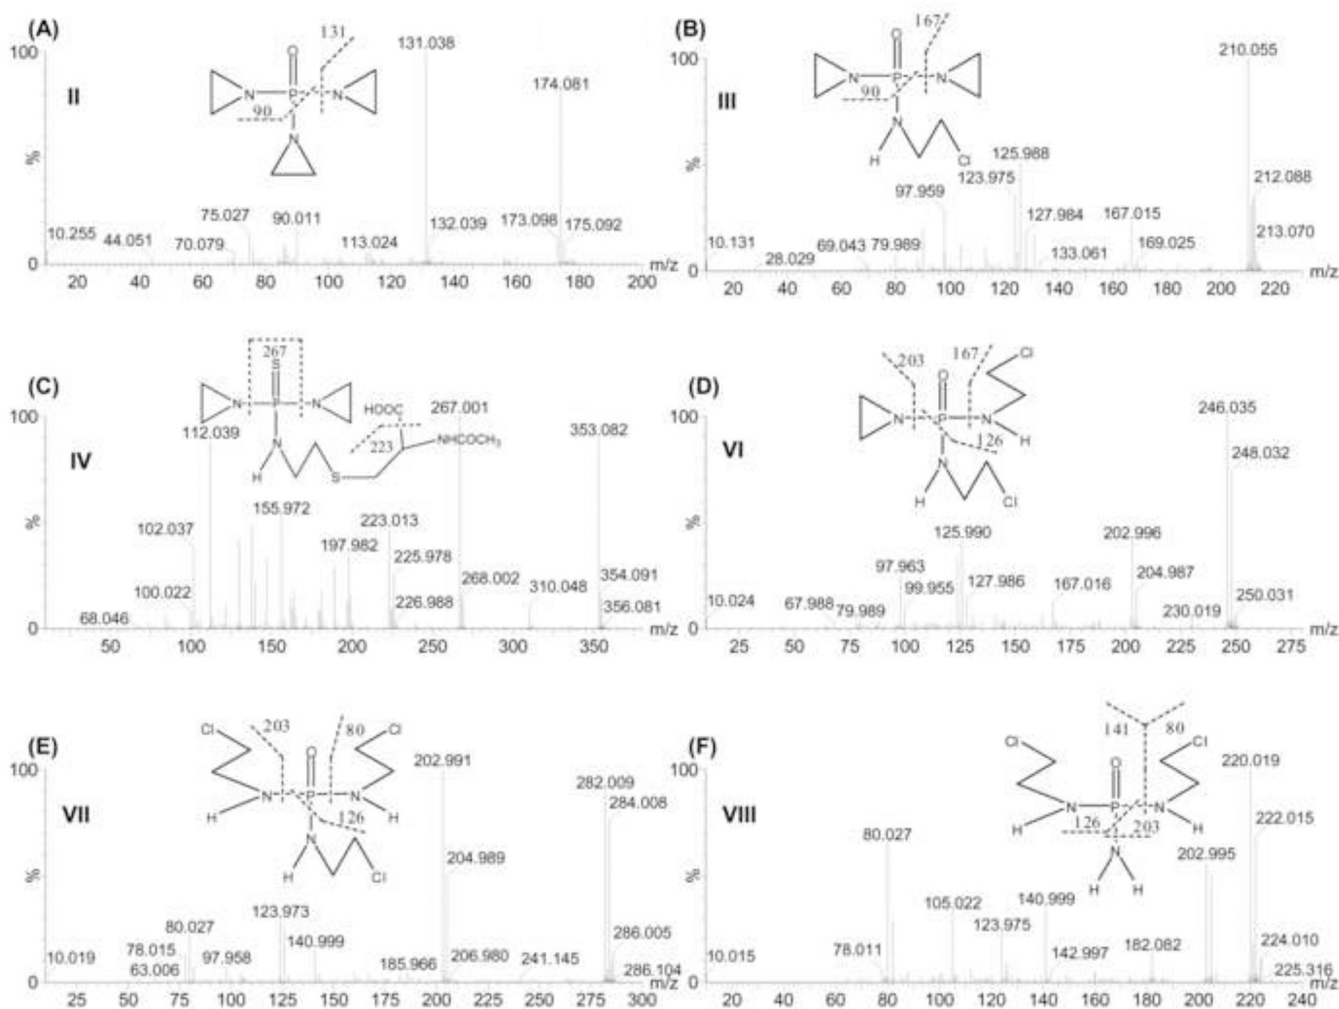 (A)
II
100
%
0
O
P
N
N
N
131
90
131.038
174.081
75.027
90.011
132.039
173.098
175.092
10.255
44.051
70.079
113.024
m/z
20 40 60 80 100 120 140 160 180 200
(B)
III
100
%
0
O
P
N
N
N
H
Cl
167
90
210.055
125.988
123.975
97.959
127.984
167.015
212.088
213.070
10.131
28.029
69.043
79.989
133.061
169.025
m/z
20 40 60 80 100 120 140 160 180 200 220
(C)
IV
100
%
0
267
S
N
P
N
N
H
S
HOOC
NHCOCH3
223
112.039
267.001
353.082
155.972
102.037
223.013
197.982
225.978
100.022
226.988
268.002
310.048
354.091
356.081
68.046
m/z
50 100 150 200 250 300 350
(D)
VI
100
%
0
203
167
O
Cl
N
P
N
H
126
N
H
Cl
246.035
248.032
125.990
202.996
97.963
99.955
127.986
167.016
204.987
230.019
250.031
10.024
67.988
79.989
m/z
25 50 75 100 125 150 175 200 225 250 275
(E)
VII
100
%
0
Cl
203
80
Cl
O
N
P
N
H
H
126
N
H
Cl
202.991
282.009
284.008
204.989
123.973
80.027
140.999
78.015
97.958
63.006
10.019
185.966
206.980
241.145
286.005
286.104
m/z
25 50 75 100 125 150 175 200 225 250 275 300
(F)
VIII
100
%
0
141
80
Cl
Cl
O
N
P
N
H
H
126
203
N
H
H
220.019
222.015
80.027
202.995
105.022
140.999
123.975
78.011
142.997
182.082
224.010
225.316
10.015
m/z
20 40 60 80 100 120 140 160 180 200 220 240